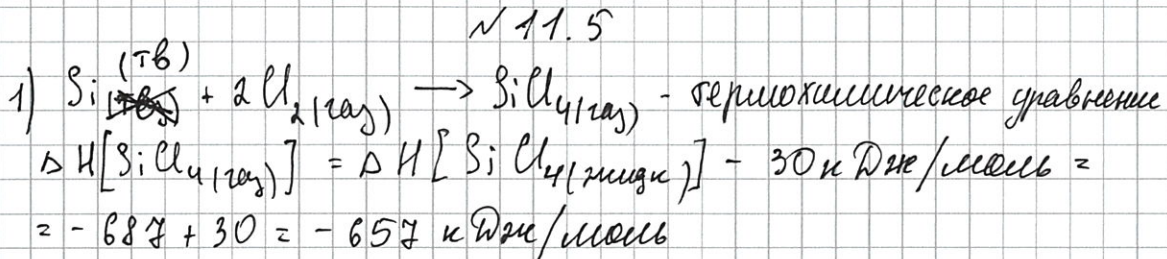 № 11.5
1) Si(тв) + 2Cl₂(газ) → SiCl₄(газ) - термохимическое уравнение
ΔH[SiCl₄(газ)] = ΔH[SiCl₄(жидк)] - 30 кДж/моль =
= - 687 + 30 = - 657 кДж/моль